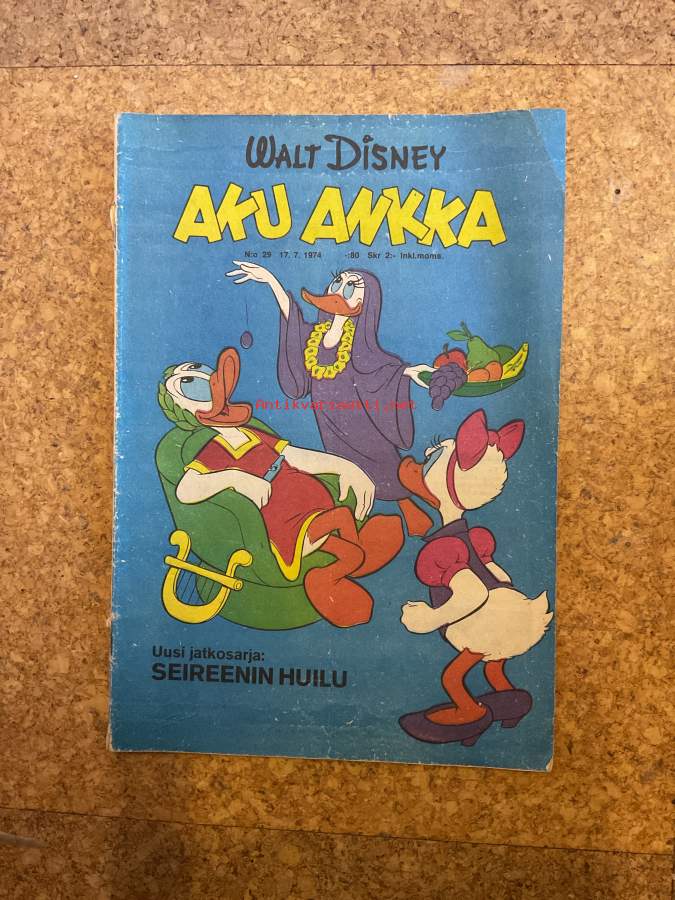 WALT DISNEY
AKU ANKKA
N:o 29 17. 7. 1974 -:80 Skr 2:- Inkl.moms.
Antikvariaatti.net
Uusi jatkosarja:
SEIREENIN HUILU